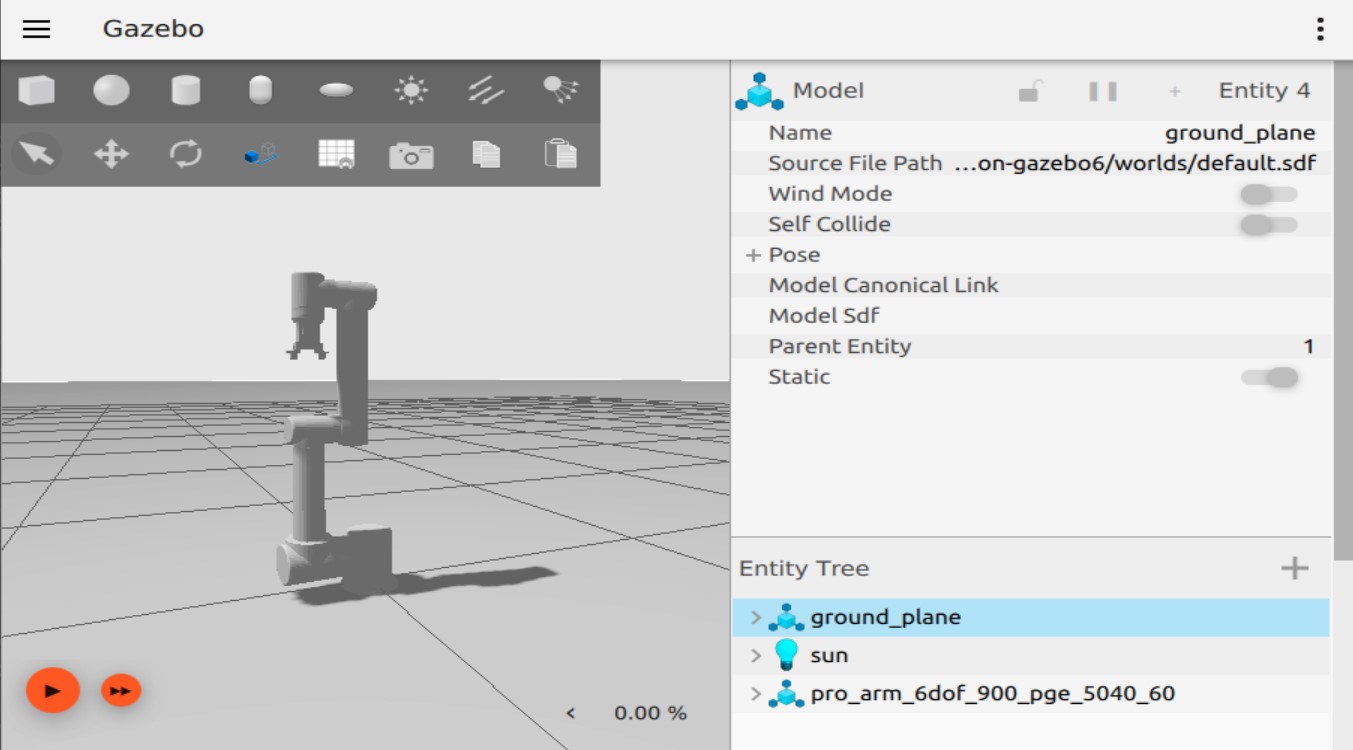 Gazebo
Model Entity 4
Name ground_plane
Source File Path ...on-gazebo6/worlds/default.sdf
Wind Mode
Self Collide
+ Pose
Model Canonical Link
Model Sdf
Parent Entity 1
Static
Entity Tree
ground_plane
sun
pro_arm_6dof_900_pge_5040_60
< 0.00 %